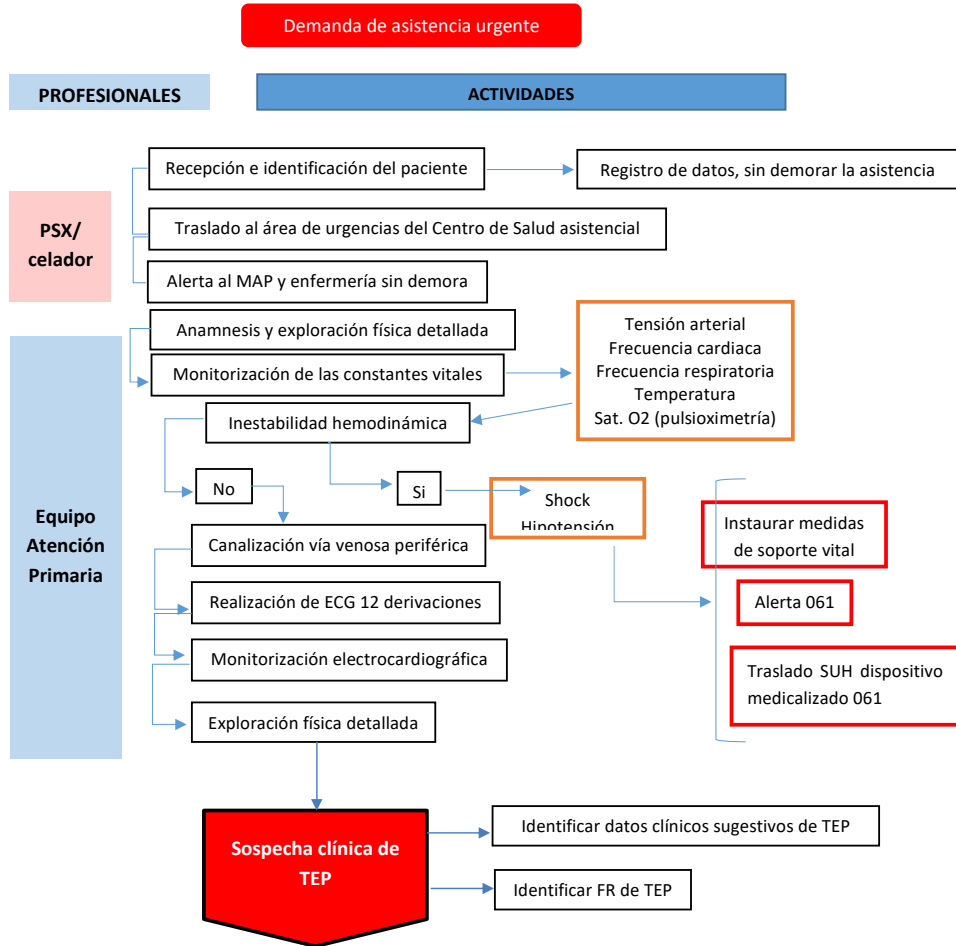 Demanda de asistencia urgente
PROFESIONALES
ACTIVIDADES
Recepción e identificación del paciente
Registro de datos, sin demorar la asistencia
PSX/
celador
Traslado al área de urgencias del Centro de Salud asistencial
Alerta al MAP y enfermería sin demora
Anamnesis y exploración física detallada
Monitorización de las constantes vitales
Tensión arterial
Frecuencia cardiaca
Frecuencia respiratoria
Temperatura
Sat. O2 (pulsioximetría)
Inestabilidad hemodinámica
No
Si
Shock
Hipotensión
Equipo
Atención
Primaria
Instaurar medidas
de soporte vital
Canalización vía venosa periférica
Realización de ECG 12 derivaciones
Alerta 061
Monitorización electrocardiográfica
Traslado SUH dispositivo
medicalizado 061
Exploración física detallada
Sospecha clínica de
TEP
Identificar datos clínicos sugestivos de TEP
Identificar FR de TEP